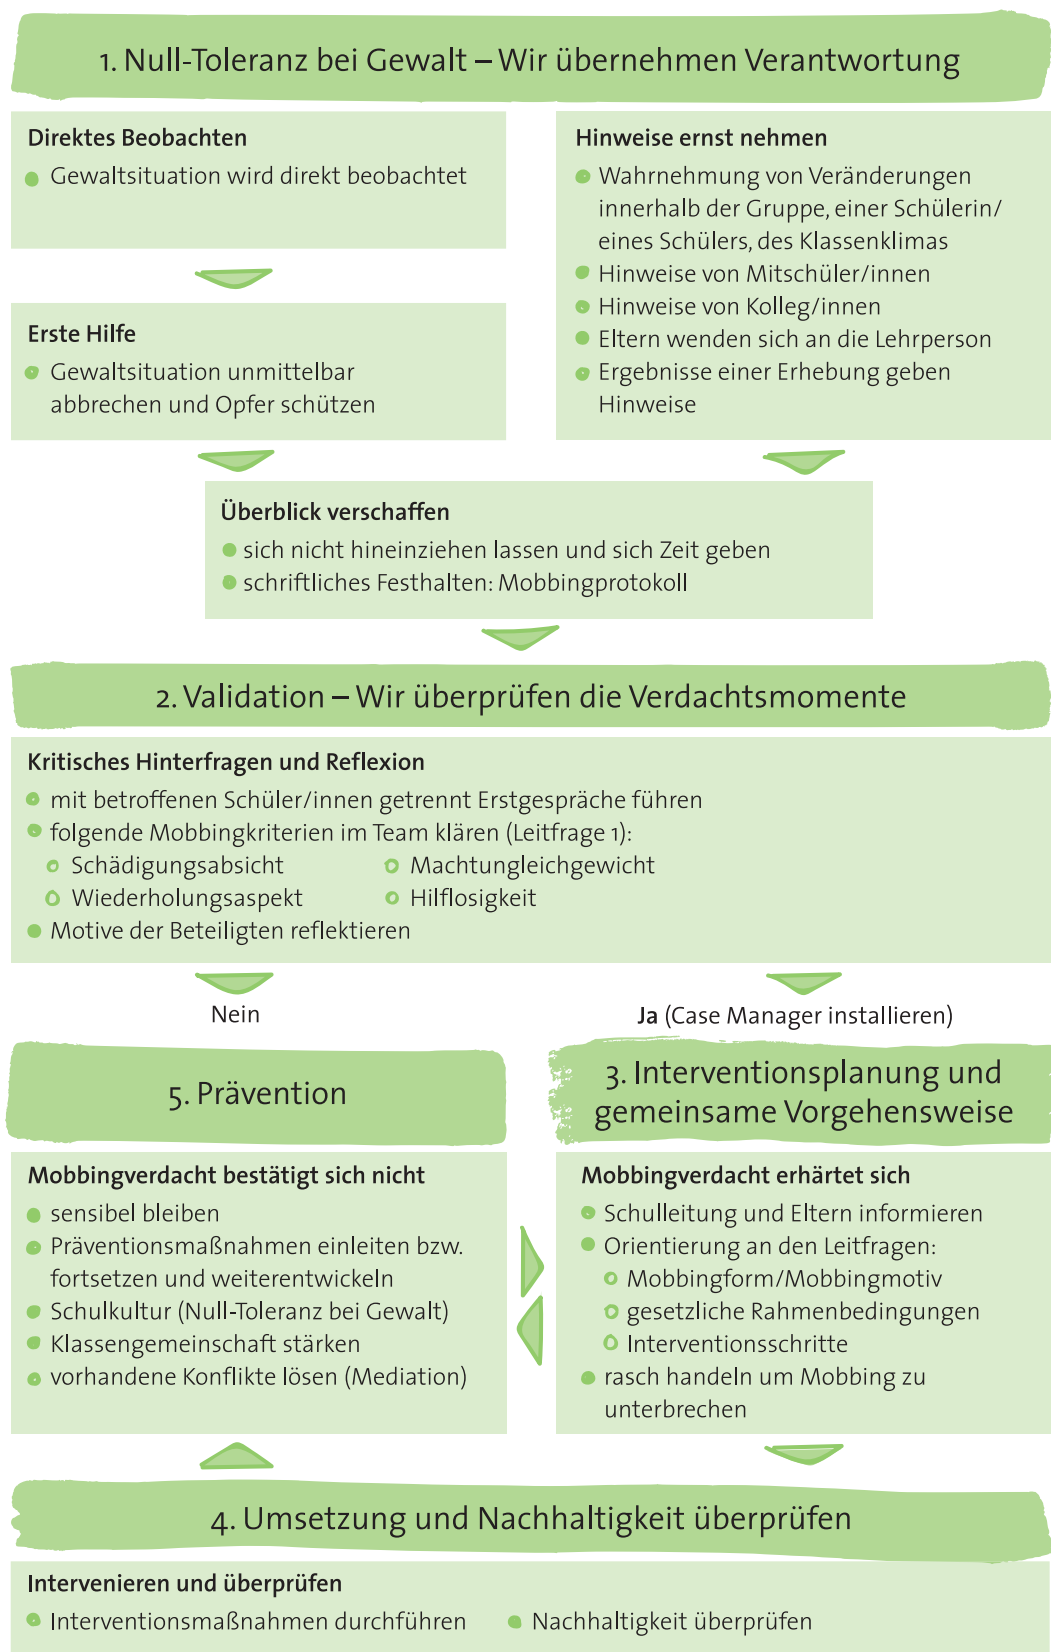 1. Null-Toleranz bei Gewalt – Wir übernehmen Verantwortung
Direktes Beobachten
Gewaltsituation wird direkt beobachtet
Erste Hilfe
Gewaltsituation unmittelbar
abbrechen und Opfer schützen
Hinweise ernst nehmen
Wahrnehmung von Veränderungen
innerhalb der Gruppe, einer Schülerin/
eines Schülers, des Klassenklimas
Hinweise von Mitschüler/innen
Hinweise von Kolleg/innen
Eltern wenden sich an die Lehrperson
Ergebnisse einer Erhebung geben
Hinweise
Überblick verschaffen
sich nicht hineinziehen lassen und sich Zeit geben
schriftliches Festhalten: Mobbingprotokoll
2. Validation – Wir überprüfen die Verdachtsmomente
Kritisches Hinterfragen und Reflexion
mit betroffenen Schüler/innen getrennt Erstgespräche führen
folgende Mobbingkriterien im Team klären (Leitfrage 1):
Schädigungsabsicht
Machtungleichgewicht
Wiederholungsaspekt
Hilflosigkeit
Motive der Beteiligten reflektieren
Nein
Ja (Case Manager installieren)
5. Prävention
Mobbingverdacht bestätigt sich nicht
sensibel bleiben
Präventionsmaßnahmen einleiten bzw.
fortsetzen und weiterentwickeln
Schulkultur (Null-Toleranz bei Gewalt)
Klassengemeinschaft stärken
vorhandene Konflikte lösen (Mediation)
3. Interventionsplanung und
gemeinsame Vorgehensweise
Mobbingverdacht erhärtet sich
Schulleitung und Eltern informieren
Orientierung an den Leitfragen:
Mobbingform/Mobbingmotiv
gesetzliche Rahmenbedingungen
Interventionsschritte
rasch handeln um Mobbing zu
unterbrechen
4. Umsetzung und Nachhaltigkeit überprüfen
Intervenieren und überprüfen
Interventionsmaßnahmen durchführen
Nachhaltigkeit überprüfen